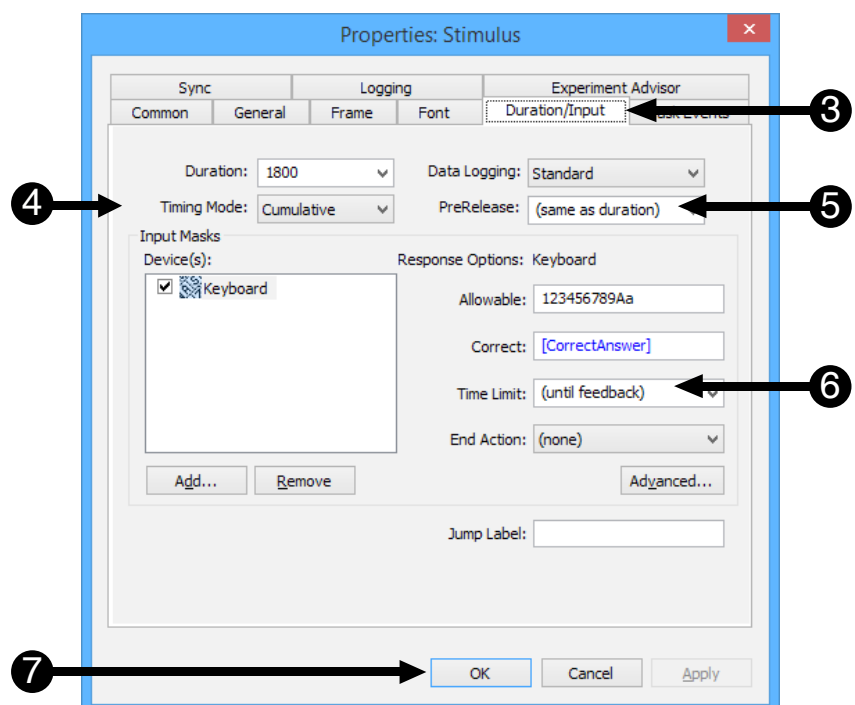 Properties: Stimulus
Sync Logging Experiment Advisor
Common General Frame Font Duration/Input Task Events
3
Duration: 1800 Data Logging: Standard
4 Timing Mode: Cumulative PreRelease: (same as duration) 5
Input Masks
Device(s): Response Options: Keyboard
Keyboard Allowable: 123456789Aa
Correct: [CorrectAnswer]
Time Limit: (until feedback) 6
End Action: (none)
Add... Remove Advanced...
Jump Label:
7 OK Cancel Apply